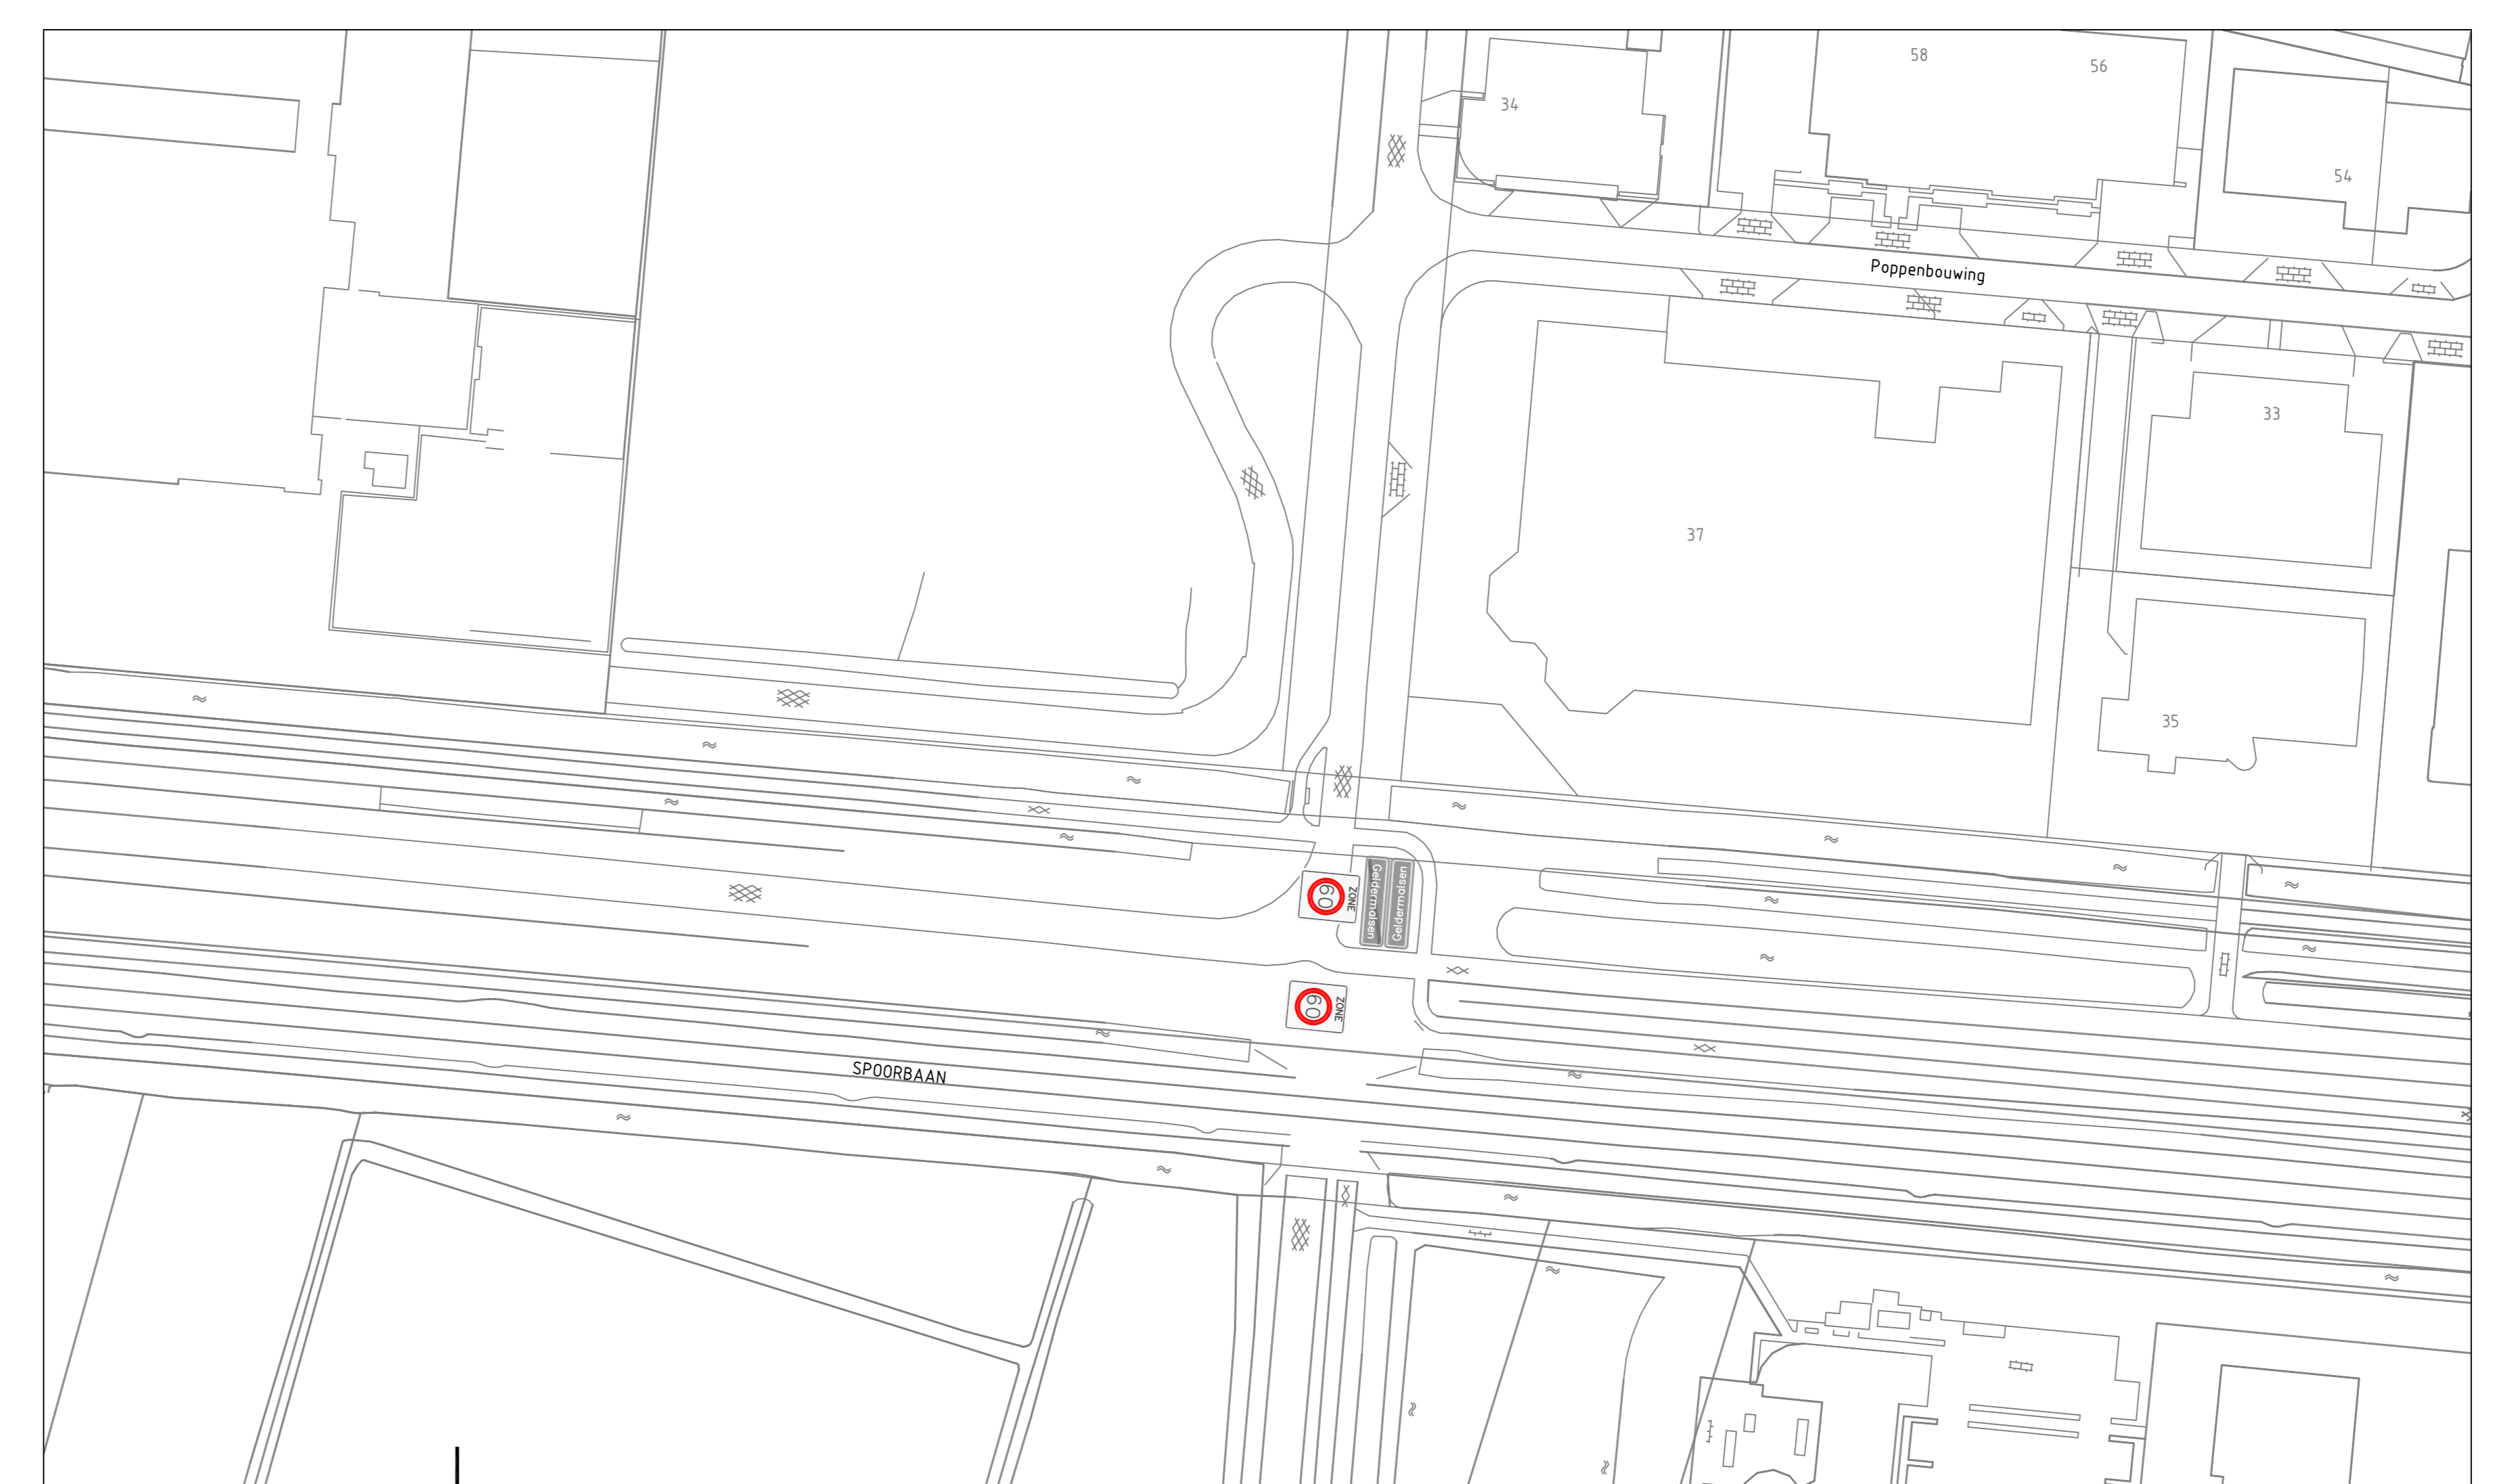 58
56
34
54
Poppenbouwing
33
37
35
60
ZONE
Geldermalsen
Geldermalsen
60
ZONE
SPOORBAAN